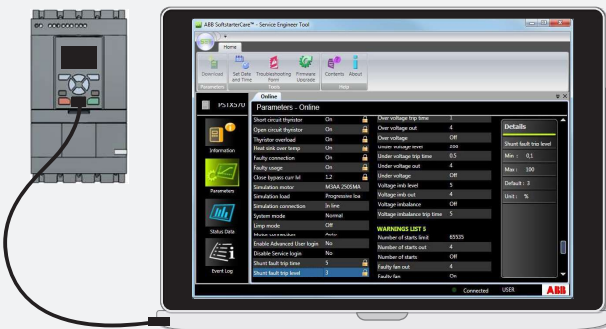 ABB SoftstarterCare™ - Service Engineer Tool
Home
Download
Set Data and Time
Troubleshooting Form
Firmware Upgrade
Contents
About
Parameters
Tools
Help
Online
PSTX570
Parameters - Online
Information
Parameters
Status Data
Event Log
Short circuit thyristor On
Open circuit thyristor On
Thyristor overload On
Heat sink over temp On
Faulty connection On
Faulty usage On
Close bypass curr lvl 1.2
Simulation motor M3AA 250SMA
Simulation load Progressive loa
Simulation connection In line
System mode Normal
Limp mode Off
Enable Advanced User login No
Disable Service login No
Shunt fault trip time 5
Shunt fault trip level 3
Over voltage trip time
Over voltage out 4
Over voltage Off
Under voltage level
Under voltage trip time 0.5
Under voltage out 4
Under voltage Off
Voltage imb level 5
Voltage imb out 4
Voltage imbalance Off
Voltage imbalance trip time 5
WARNINGS LIST 5
Number of starts limit 65535
Number of starts out 4
Number of starts Off
Faulty fan out 4
Faulty fan On
Details
Shunt fault trip level
Min : 0,1
Max : 100
Default : 3
Unit : %
Connected
USER
ABB